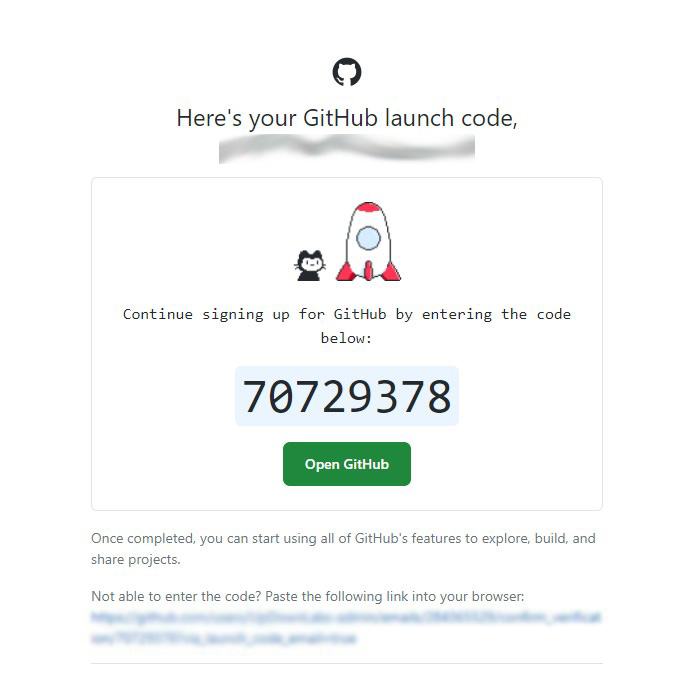 Here's your GitHub launch code,
Continue signing up for GitHub by entering the code
below:
70729378
Open GitHub
Once completed, you can start using all of GitHub's features to explore, build, and
share projects.
Not able to enter the code? Paste the following link into your browser: